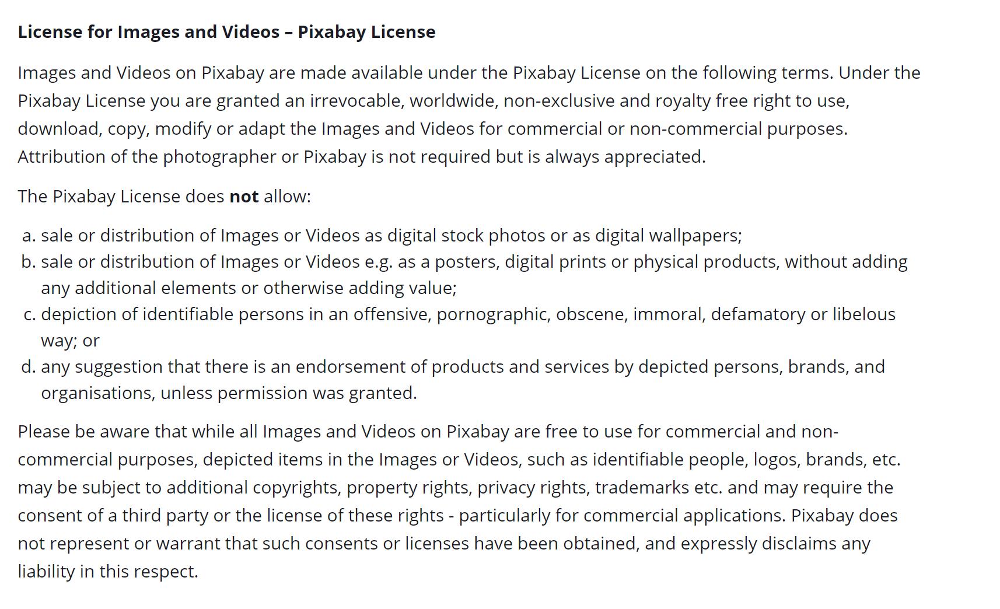 License for Images and Videos – Pixabay License
Images and Videos on Pixabay are made available under the Pixabay License on the following terms. Under the
Pixabay License you are granted an irrevocable, worldwide, non-exclusive and royalty free right to use,
download, copy, modify or adapt the Images and Videos for commercial or non-commercial purposes.
Attribution of the photographer or Pixabay is not required but is always appreciated.
The Pixabay License does not allow:
a. sale or distribution of Images or Videos as digital stock photos or as digital wallpapers;
b. sale or distribution of Images or Videos e.g. as a posters, digital prints or physical products, without adding
any additional elements or otherwise adding value;
c. depiction of identifiable persons in an offensive, pornographic, obscene, immoral, defamatory or libelous
way; or
d. any suggestion that there is an endorsement of products and services by depicted persons, brands, and
organisations, unless permission was granted.
Please be aware that while all Images and Videos on Pixabay are free to use for commercial and non-
commercial purposes, depicted items in the Images or Videos, such as identifiable people, logos, brands, etc.
may be subject to additional copyrights, property rights, privacy rights, trademarks etc. and may require the
consent of a third party or the license of these rights - particularly for commercial applications. Pixabay does
not represent or warrant that such consents or licenses have been obtained, and expressly disclaims any
liability in this respect.